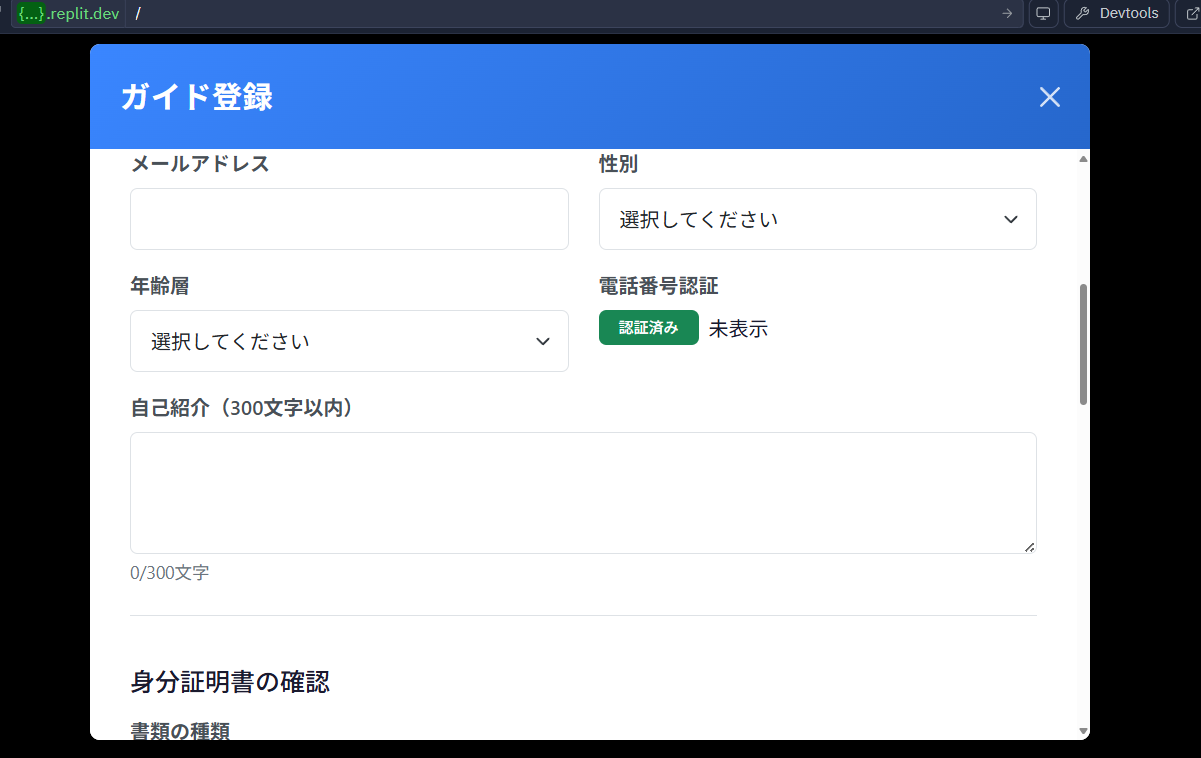 {...}.replit.dev /
Devtools
ガイド登録
メールアドレス
性別
選択してください
年齢層
電話番号認証
選択してください
認証済み 未表示
自己紹介（300文字以内）
0/300文字
身分証明書の確認
書類の種類